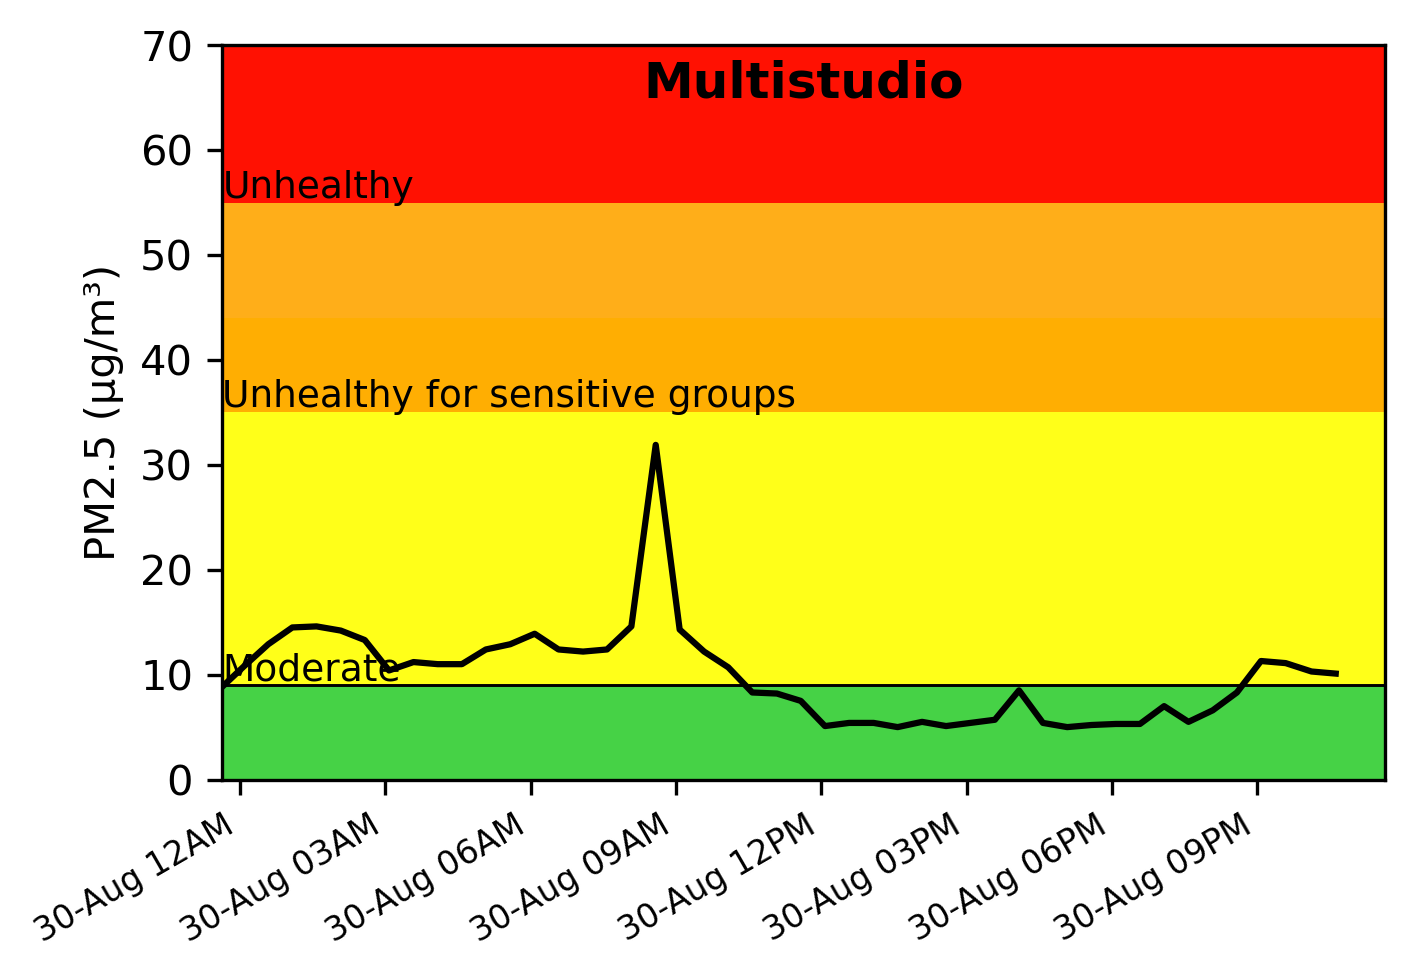 Multistudio
70
60
50
40
30
20
10
0
PM2.5 (µg/m³)
Unhealthy
Unhealthy for sensitive groups
Moderate
30-Aug 12AM
30-Aug 03AM
30-Aug 06AM
30-Aug 09AM
30-Aug 12PM
30-Aug 03PM
30-Aug 06PM
30-Aug 09PM